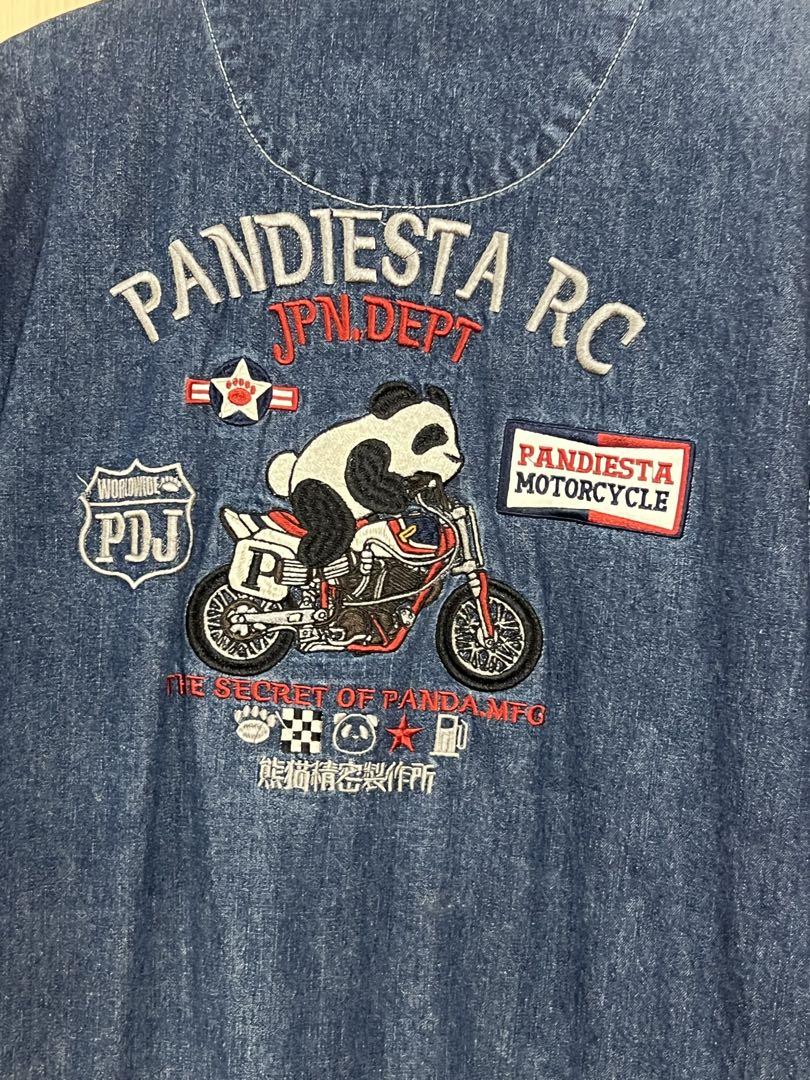 PANDIESTA RC
JPN.DEPT
PANDIESTA
MOTORCYCLE
WORLDWIDE
PDJ
P
THE SECRET OF PANDA.MFG
熊猫精密製作所